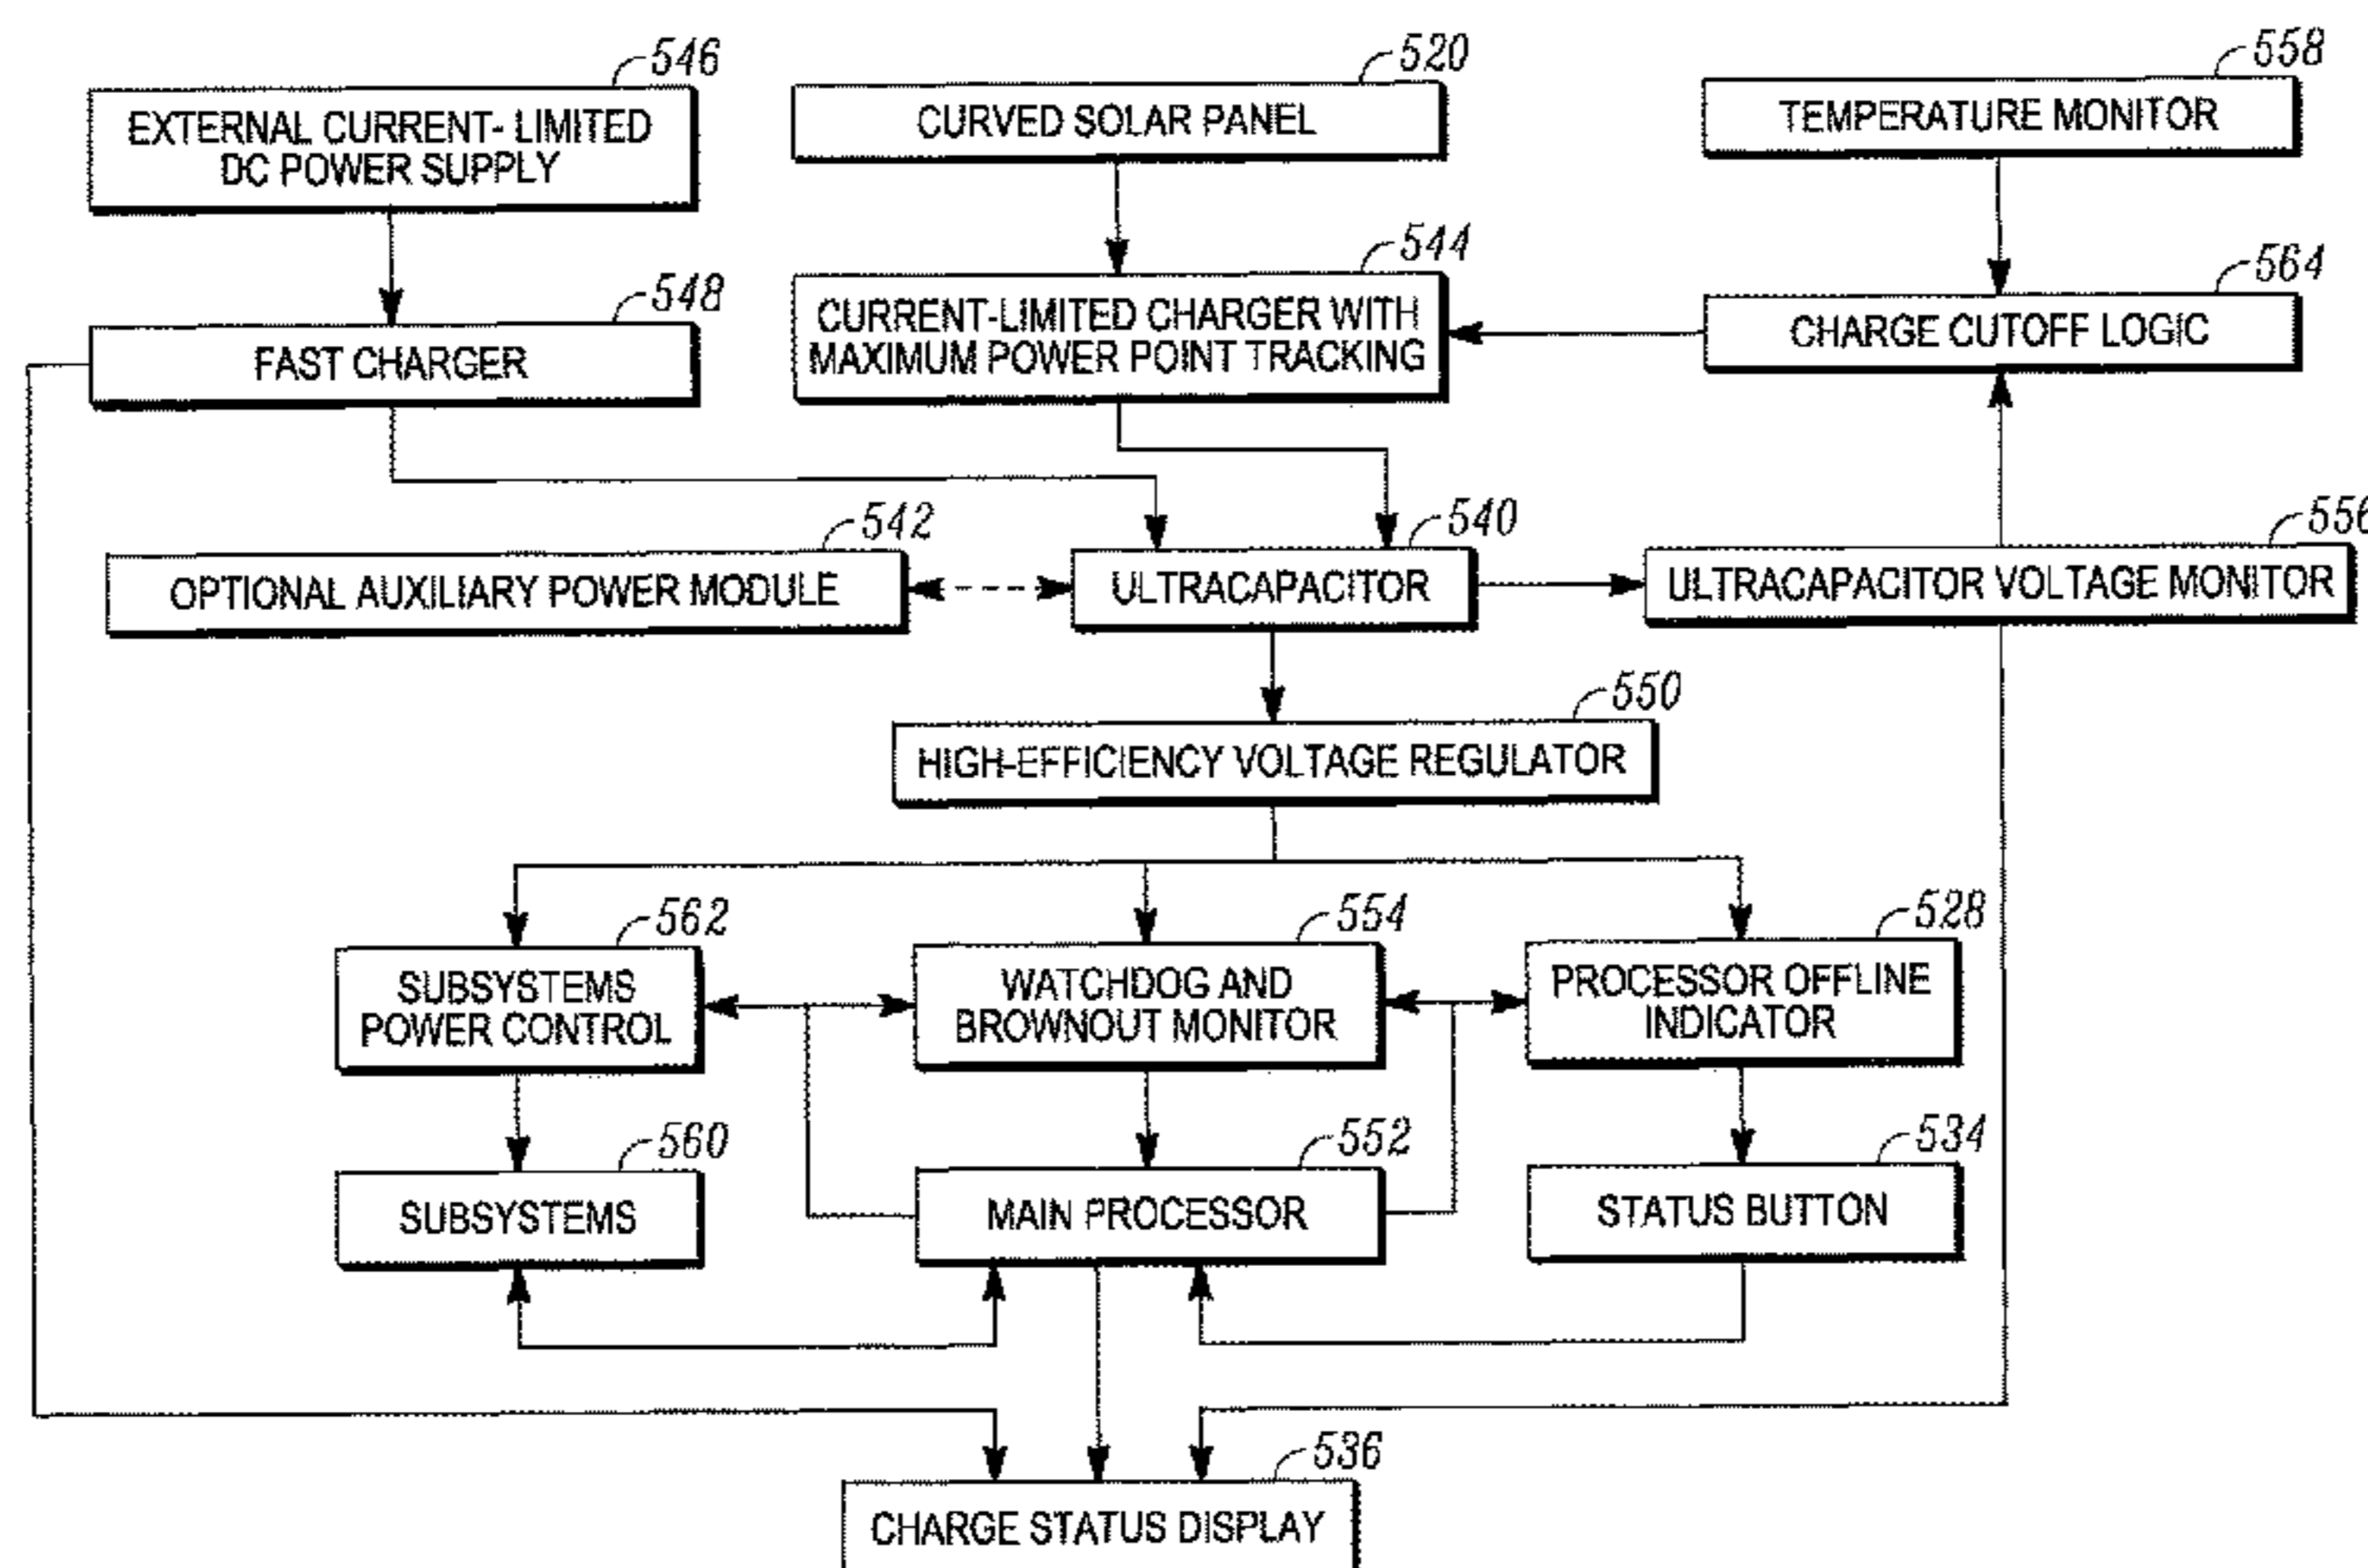 546
EXTERNAL CURRENT- LIMITED
DC POWER SUPPLY
520
CURVED SOLAR PANEL
558
TEMPERATURE MONITOR
548
FAST CHARGER
544
CURRENT-LIMITED CHARGER WITH
MAXIMUM POWER POINT TRACKING
564
CHARGE CUTOFF LOGIC
542
OPTIONAL AUXILIARY POWER MODULE
540
ULTRACAPACITOR
556
ULTRACAPACITOR VOLTAGE MONITOR
550
HIGH-EFFICIENCY VOLTAGE REGULATOR
562
SUBSYSTEMS
POWER CONTROL
554
WATCHDOG AND
BROWNOUT MONITOR
528
PROCESSOR OFFLINE
INDICATOR
560
SUBSYSTEMS
552
MAIN PROCESSOR
534
STATUS BUTTON
536
CHARGE STATUS DISPLAY